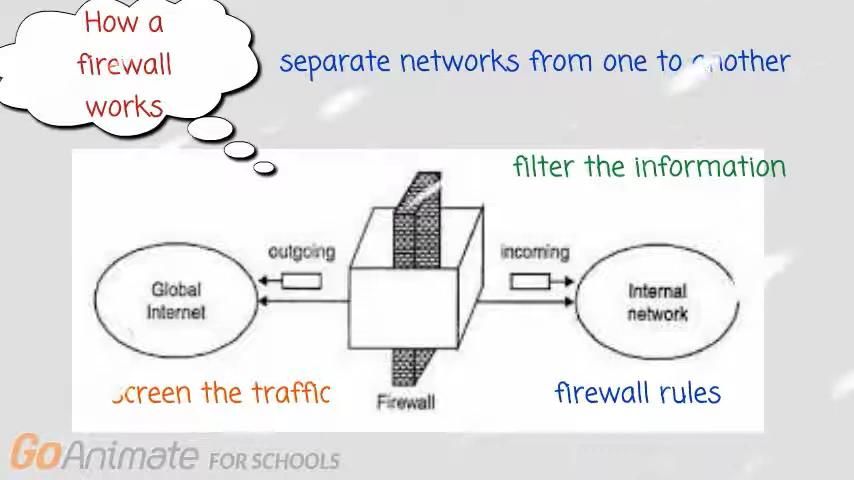 How a
firewall
works
separate networks from one to another
filter the information
outgoing
incoming
Global
Internet
Internal
network
screen the traffic
firewall rules
Firewall
GoAnimate FOR SCHOOLS